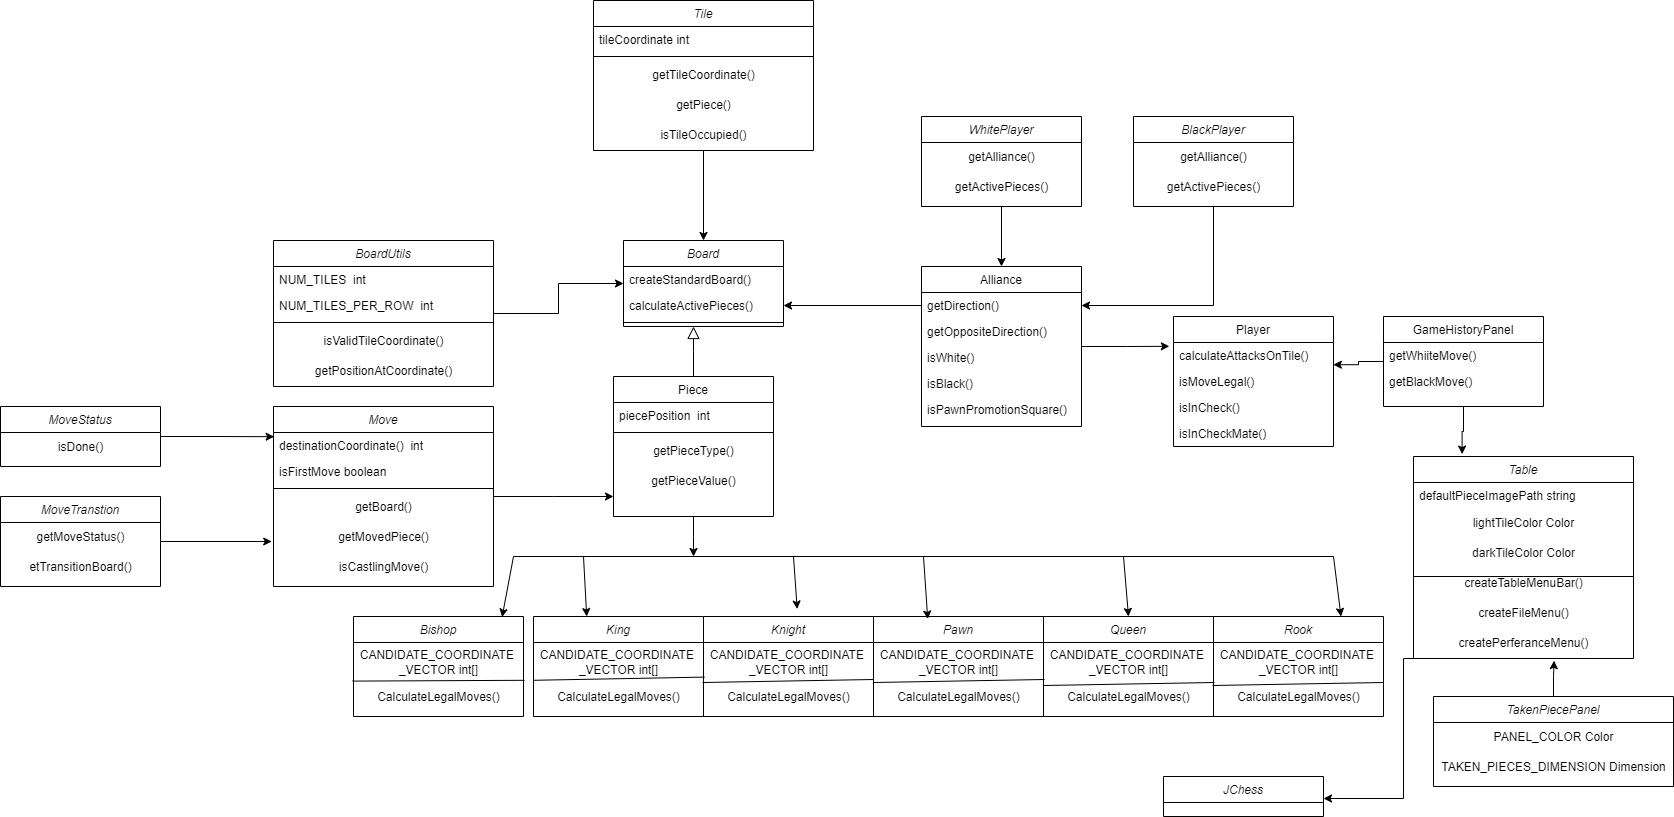 Tile
tileCoordinate int
getTileCoordinate()
getPiece()
isTileOccupied()
WhitePlayer
getAlliance()
getActivePieces()
BlackPlayer
getAlliance()
getActivePieces()
BoardUtils
NUM_TILES int
NUM_TILES_PER_ROW int
isValidTileCoordinate()
getPositionAtCoordinate()
Board
createStandardBoard()
calculateActivePieces()
Alliance
getDirection()
getOppositeDirection()
isWhite()
isBlack()
isPawnPromotionSquare()
Player
calculateAttacksOnTile()
isMoveLegal()
isInCheck()
isInCheckMate()
GameHistoryPanel
getWhiiteMove()
getBlackMove()
MoveStatus
isDone()
Move
destinationCoordinate() int
isFirstMove boolean
getBoard()
getMovedPiece()
isCastlingMove()
Piece
piecePosition int
getPieceType()
getPieceValue()
MoveTranstion
getMoveStatus()
etTransitionBoard()
Table
defaultPieceImagePath string
lightTileColor Color
darkTileColor Color
createTableMenuBar()
createFileMenu()
createPerferanceMenu()
Bishop
CANDIDATE_COORDINATE
_VECTOR int[]
CalculateLegalMoves()
King
CANDIDATE_COORDINATE
_VECTOR int[]
CalculateLegalMoves()
Knight
CANDIDATE_COORDINATE
_VECTOR int[]
CalculateLegalMoves()
Pawn
CANDIDATE_COORDINATE
_VECTOR int[]
CalculateLegalMoves()
Queen
CANDIDATE_COORDINATE
_VECTOR int[]
CalculateLegalMoves()
Rook
CANDIDATE_COORDINATE
_VECTOR int[]
CalculateLegalMoves()
TakenPiecePanel
PANEL_COLOR Color
TAKEN_PIECES_DIMENSION Dimension
JChess